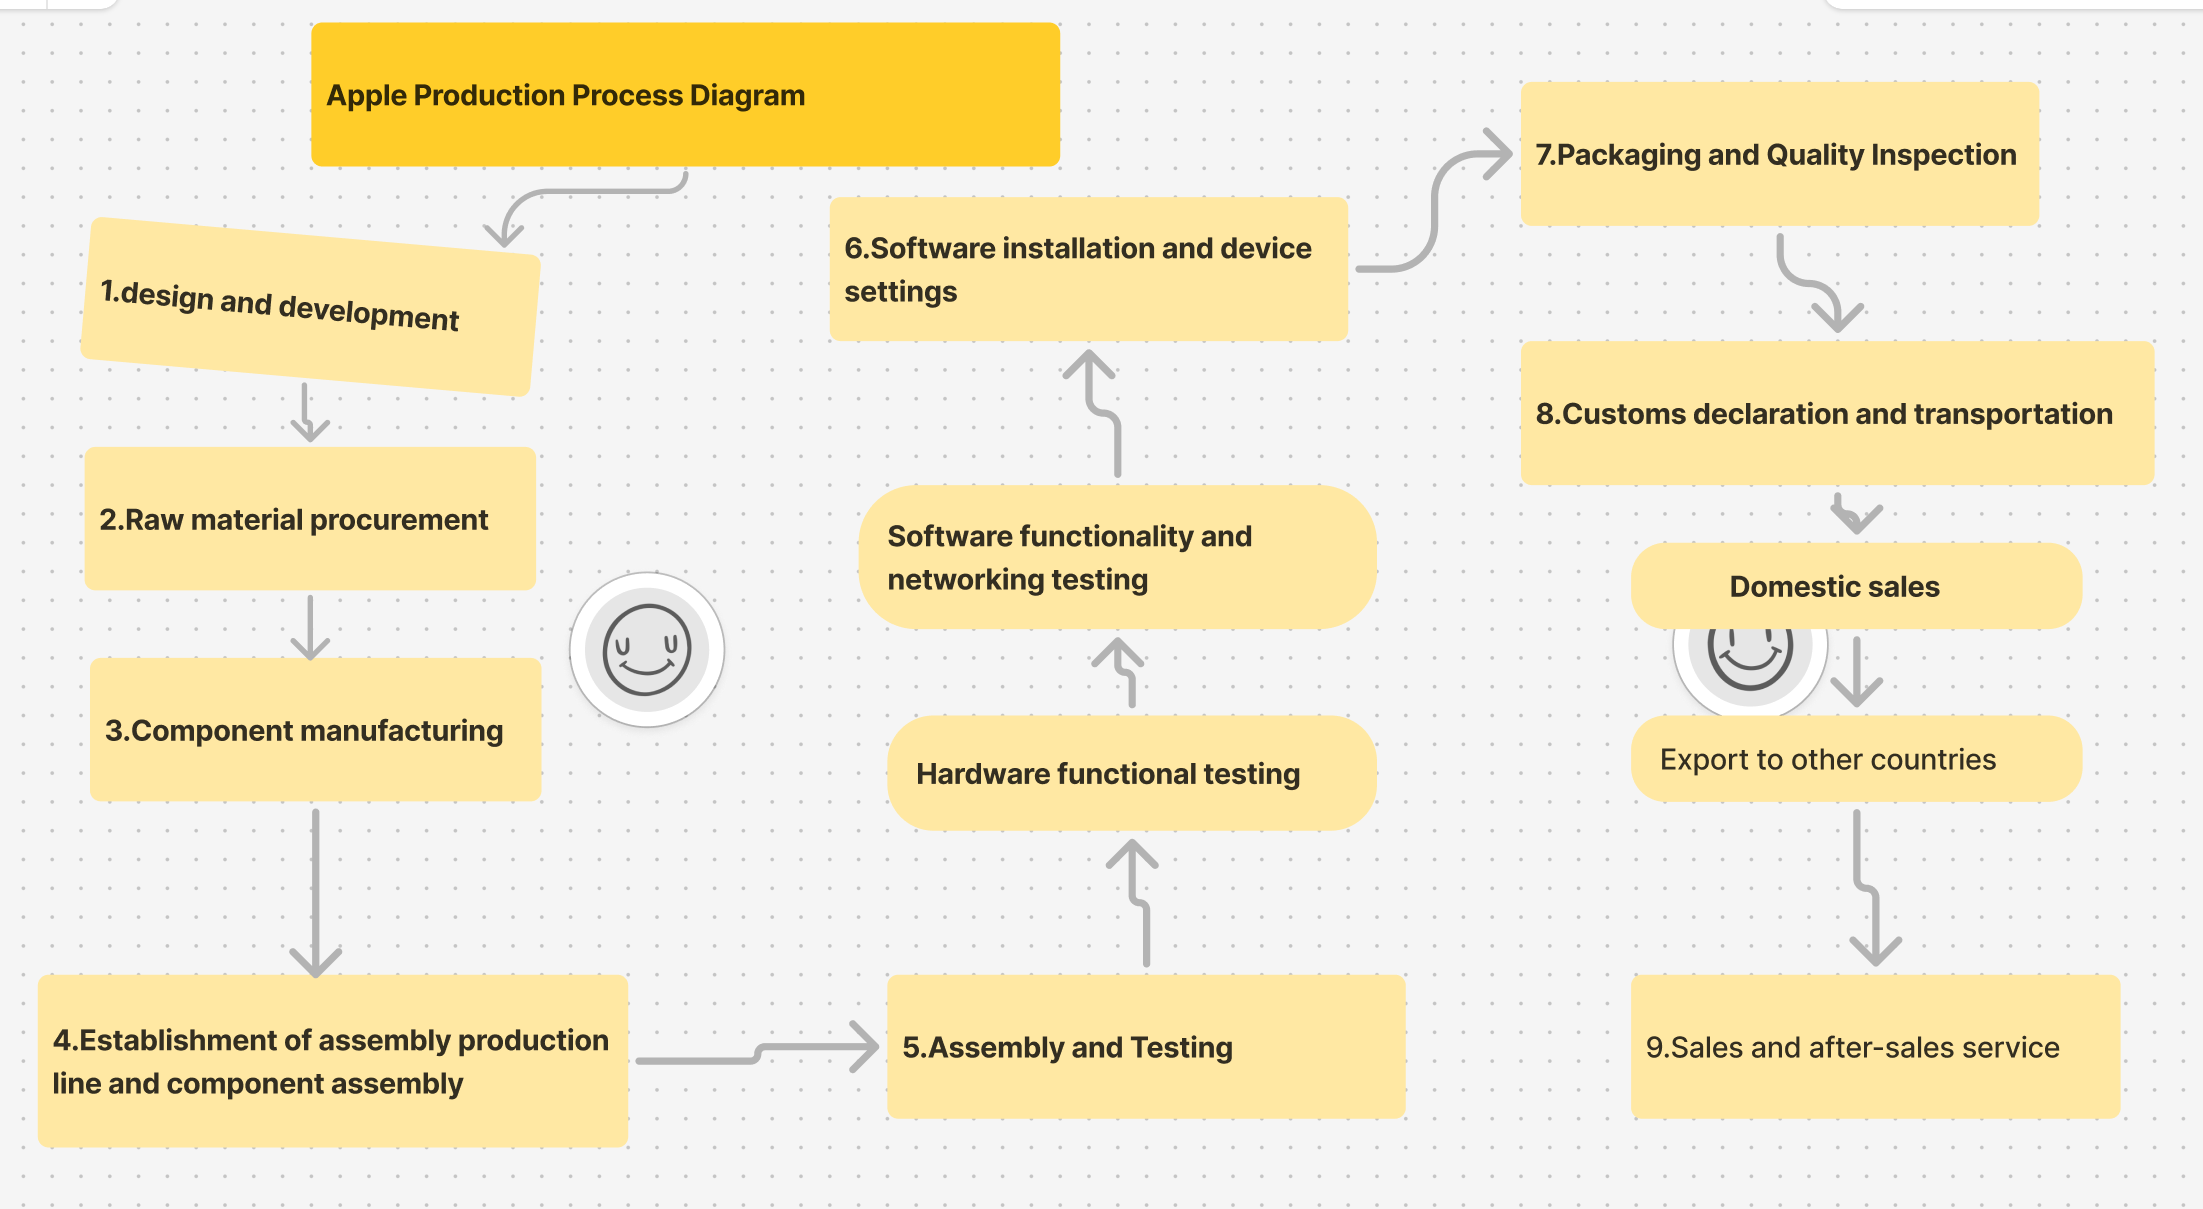 Apple Production Process Diagram
1.design and development
2.Raw material procurement
3.Component manufacturing
4.Establishment of assembly production
line and component assembly
5.Assembly and Testing
Hardware functional testing
Software functionality and
networking testing
6.Software installation and device
settings
7.Packaging and Quality Inspection
8.Customs declaration and transportation
Domestic sales
Export to other countries
9.Sales and after-sales service